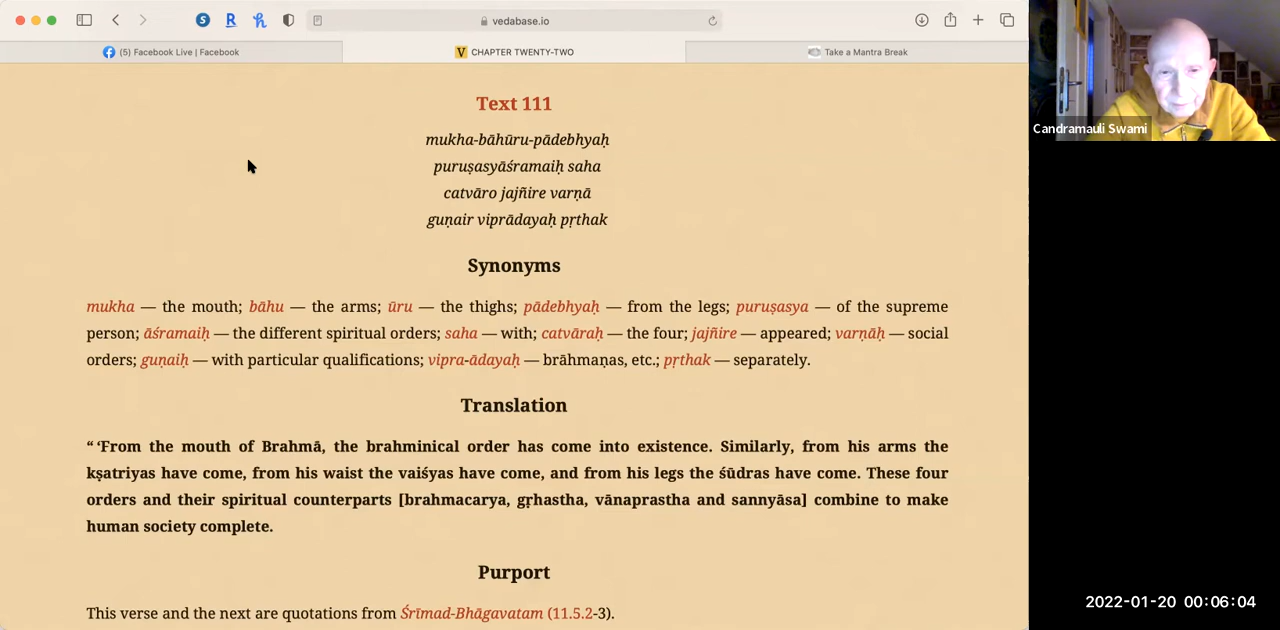 vedabase.io
(5) Facebook Live | Facebook
CHAPTER TWENTY-TWO
Take a Mantra Break
Text 111
mukha-bāhūru-pādebhyaḥ
puruṣasyāśramaiḥ saha
catvāro jajñire varṇā
guṇair viprādayaḥ pṛthak
Synonyms
mukha — the mouth; bāhu — the arms; ūru — the thighs; pādebhyaḥ — from the legs; puruṣasya — of the supreme
person; āśramaiḥ — the different spiritual orders; saha — with; catvāraḥ — the four; jajñire — appeared; varṇāḥ — social
orders; guṇaiḥ — with particular qualifications; vipra-ādayaḥ — brāhmaṇas, etc.; pṛthak — separately.
Translation
“ ‘From the mouth of Brahmā, the brahminical order has come into existence. Similarly, from his arms the
kṣatriyas have come, from his waist the vaiśyas have come, and from his legs the śūdras have come. These four
orders and their spiritual counterparts [brahmacarya, gṛhastha, vānaprastha and sannyāsa] combine to make
human society complete.
Purport
This verse and the next are quotations from Śrīmad-Bhāgavatam (11.5.2-3).
Candramauli Swami
2022-01-20 00:06:04